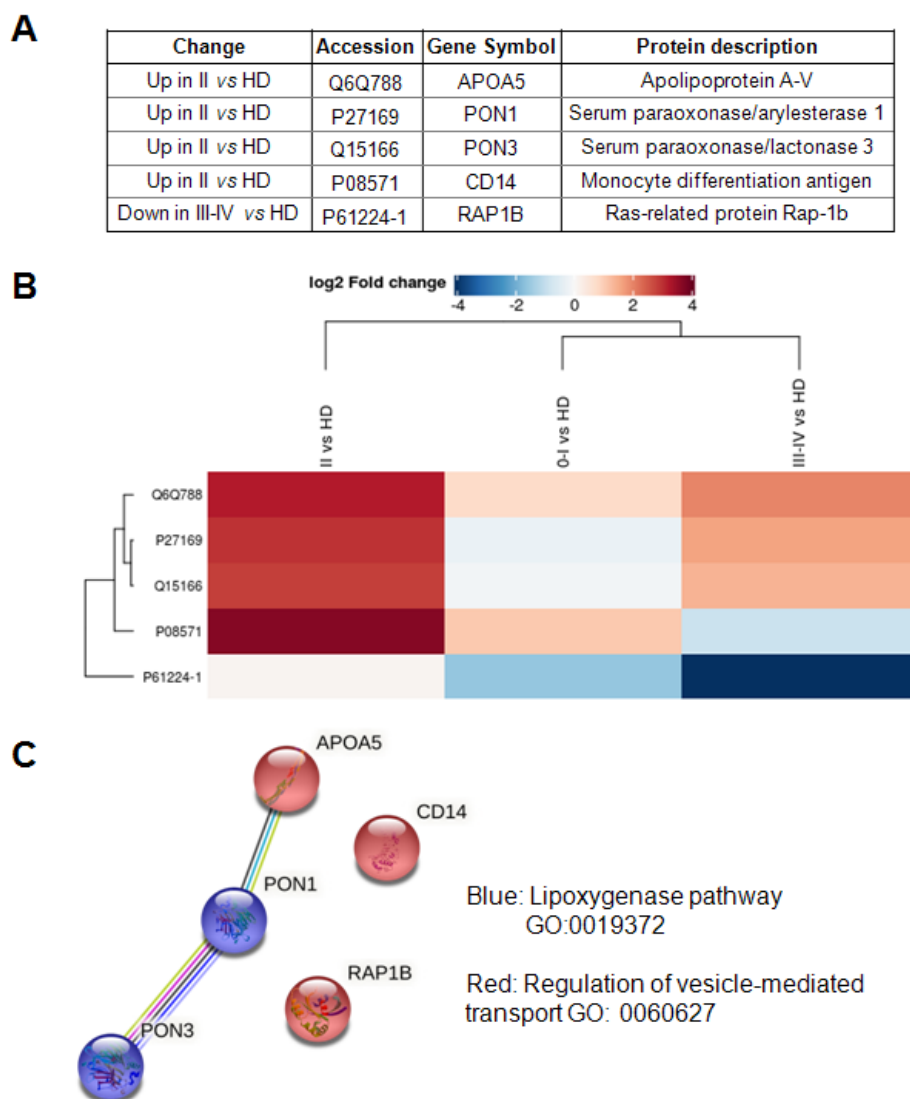 A
Change Accession Gene Symbol Protein description
Up in II vs HD Q6Q788 APOA5 Apolipoprotein A-V
Up in II vs HD P27169 PON1 Serum paraoxonase/arylesterase 1
Up in II vs HD Q15166 PON3 Serum paraoxonase/lactonase 3
Up in II vs HD P08571 CD14 Monocyte differentiation antigen
Down in III-IV vs HD P61224-1 RAP1B Ras-related protein Rap-1b
B
log2 Fold change
-4 -2 0 2 4
II vs HD
0-I vs HD
III-IV vs HD
Q6Q788
P27169
Q15166
P08571
P61224-1
C
APOA5
CD14
PON1
RAP1B
PON3
Blue: Lipoxygenase pathway
GO:0019372
Red: Regulation of vesicle-mediated
transport GO: 0060627